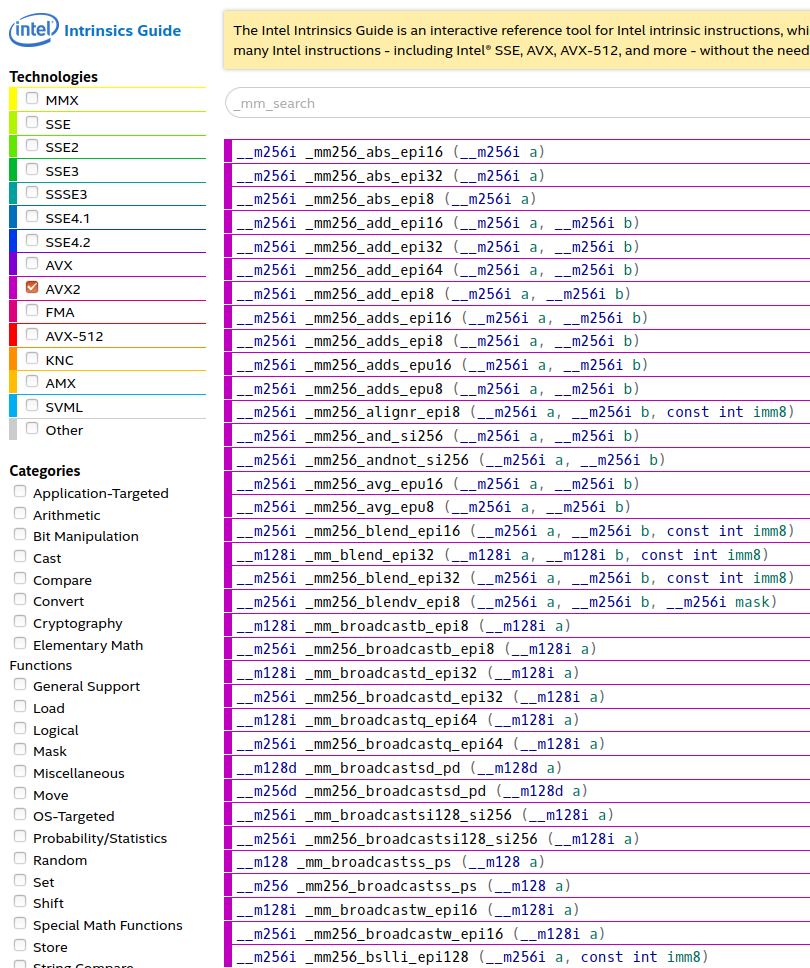 intel Intrinsics Guide
The Intel Intrinsics Guide is an interactive reference tool for Intel intrinsic instructions,
many Intel instructions - including Intel® SSE, AVX, AVX-512, and more - without the need
Technologies
MMX
SSE
SSE2
SSE3
SSSE3
SSE4.1
SSE4.2
AVX
AVX2
FMA
AVX-512
KNC
AMX
SVML
Other
Categories
Application-Targeted
Arithmetic
Bit Manipulation
Cast
Compare
Convert
Cryptography
Elementary Math
Functions
General Support
Load
Logical
Mask
Miscellaneous
Move
OS-Targeted
Probability/Statistics
Random
Set
Shift
Special Math Functions
Store
String Compare
_mm_search
__m256i _mm256_abs_epi16 (__m256i a)
__m256i _mm256_abs_epi32 (__m256i a)
__m256i _mm256_abs_epi8 (__m256i a)
__m256i _mm256_add_epi16 (__m256i a, __m256i b)
__m256i _mm256_add_epi32 (__m256i a, __m256i b)
__m256i _mm256_add_epi64 (__m256i a, __m256i b)
__m256i _mm256_add_epi8 (__m256i a, __m256i b)
__m256i _mm256_adds_epi16 (__m256i a, __m256i b)
__m256i _mm256_adds_epi8 (__m256i a, __m256i b)
__m256i _mm256_adds_epu16 (__m256i a, __m256i b)
__m256i _mm256_adds_epu8 (__m256i a, __m256i b)
__m256i _mm256_alignr_epi8 (__m256i a, __m256i b, const int imm8)
__m256i _mm256_and_si256 (__m256i a, __m256i b)
__m256i _mm256_andnot_si256 (__m256i a, __m256i b)
__m256i _mm256_avg_epu16 (__m256i a, __m256i b)
__m256i _mm256_avg_epu8 (__m256i a, __m256i b)
__m256i _mm256_blend_epi16 (__m256i a, __m256i b, const int imm8)
__m128i _mm_blend_epi32 (__m128i a, __m128i b, const int imm8)
__m256i _mm256_blend_epi32 (__m256i a, __m256i b, const int imm8)
__m256i _mm256_blendv_epi8 (__m256i a, __m256i b, __m256i mask)
__m128i _mm_broadcastb_epi8 (__m128i a)
__m256i _mm256_broadcastb_epi8 (__m128i a)
__m128i _mm_broadcastd_epi32 (__m128i a)
__m256i _mm256_broadcastd_epi32 (__m128i a)
__m128i _mm_broadcastq_epi64 (__m128i a)
__m256i _mm256_broadcastq_epi64 (__m128i a)
__m128d _mm_broadcastsd_pd (__m128d a)
__m256d _mm256_broadcastsd_pd (__m128d a)
__m256i _mm_broadcastsi128_si256 (__m128i a)
__m256i _mm256_broadcastsi128_si256 (__m128i a)
__m128 _mm_broadcastss_ps (__m128 a)
__m256 _mm256_broadcastss_ps (__m128 a)
__m128i _mm_broadcastw_epi16 (__m128i a)
__m256i _mm256_broadcastw_epi16 (__m128i a)
__m256i _mm256_bslli_epi128 (__m256i a, const int imm8)